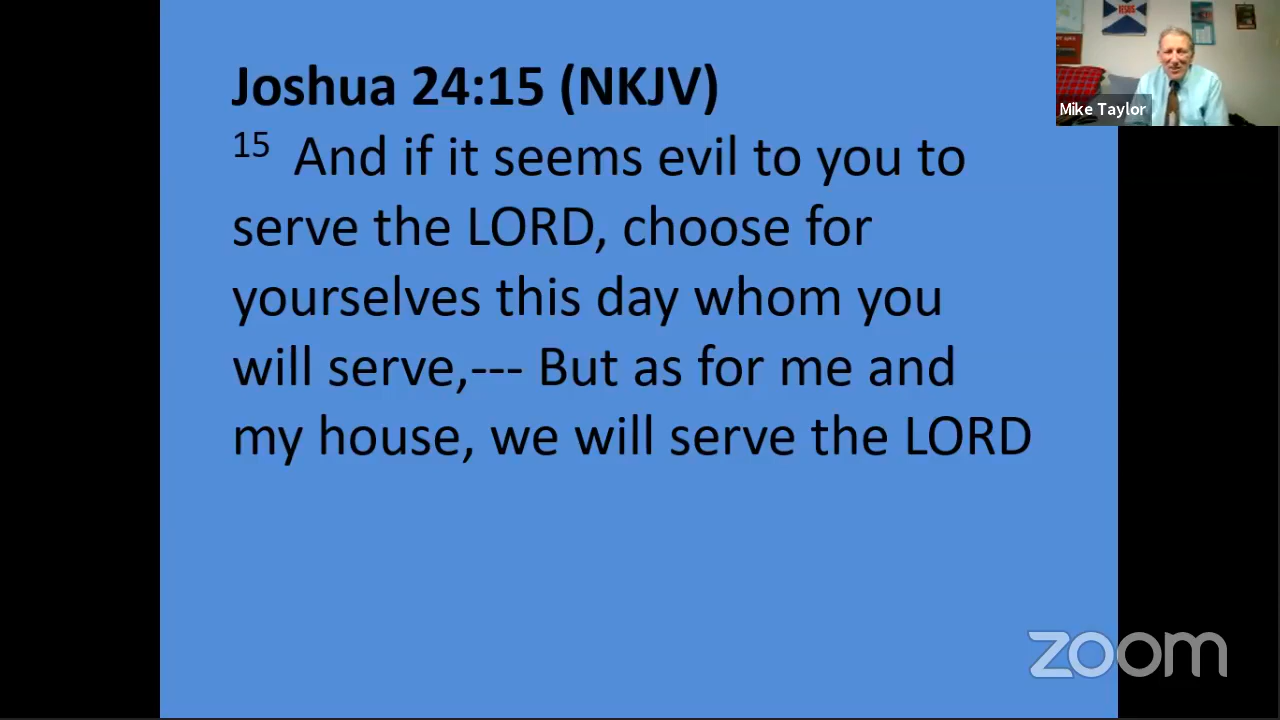 Joshua 24:15 (NKJV)
15 And if it seems evil to you to
serve the LORD, choose for
yourselves this day whom you
will serve,--- But as for me and
my house, we will serve the LORD
JESUS
Mike Taylor
zoom